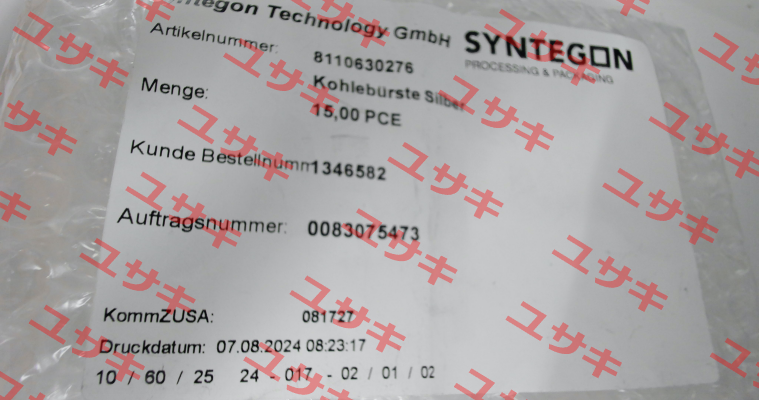 ntegon Technology GmbH
SYNTEGON
PROCESSING & PACKAGING
Artikelnummer: 8110630276
Kohlebürste Silber
Menge: 15,00 PCE
Kunde Bestellnumm 1346582
Auftragsnummer: 0083075473
KommZUSA: 081727
Druckdatum: 07.08.2024 08:23:17
10 / 60 / 25 24 - 017 - 02 / 01 / 02
ユサキ